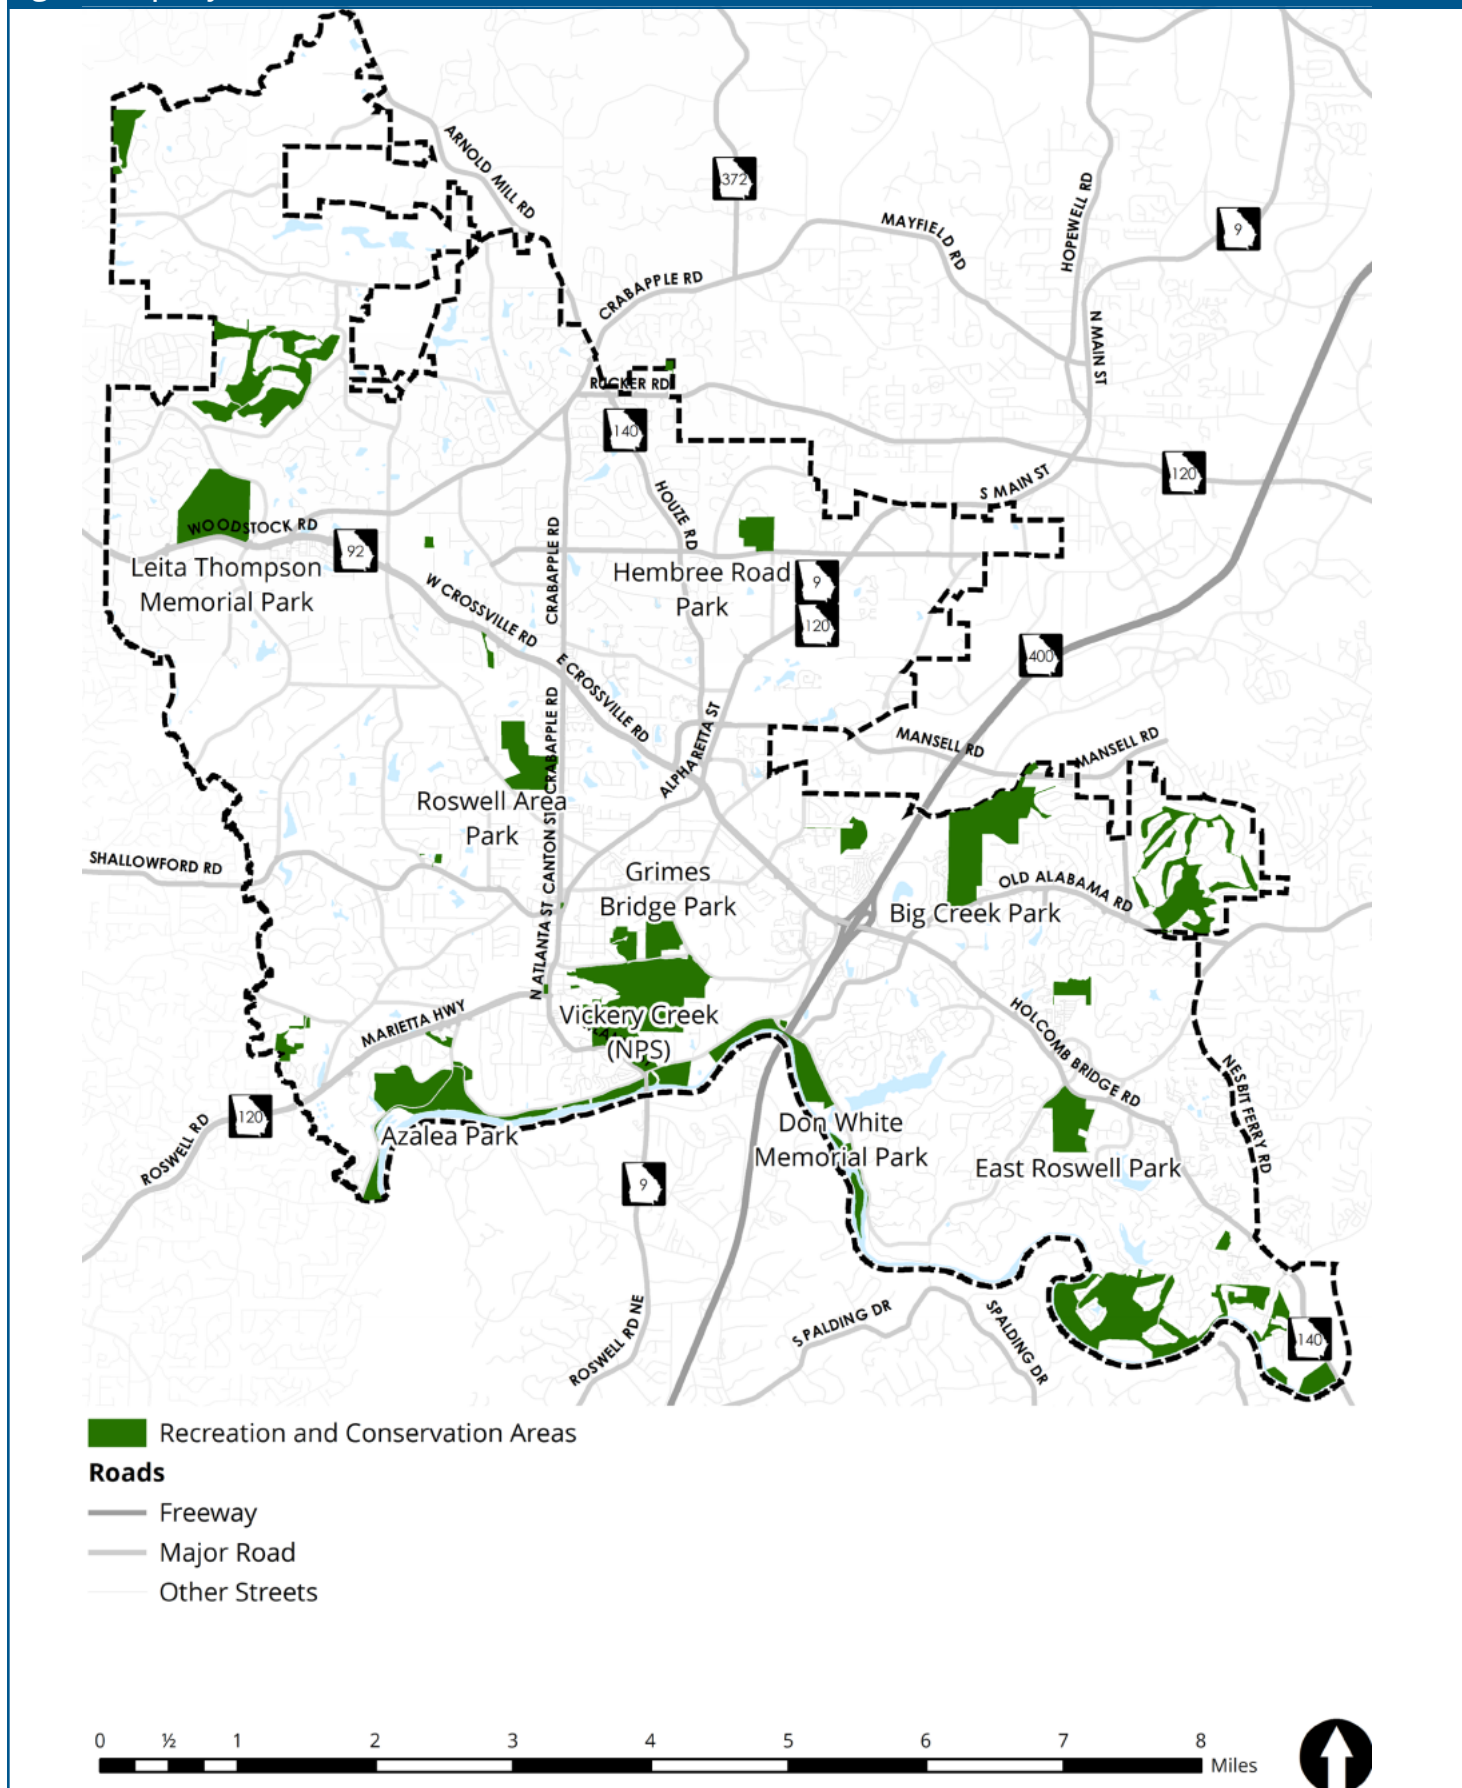 ARNOLD MILL RD
372
MAYFIELD RD
HOPEWELL RD
9
CRABAPPLE RD
N MAIN ST
RUCKER RD
140
120
S MAIN ST
HOUZE RD
WOODSTOCK RD
92
CRABAPPLE RD
Leita Thompson
Memorial Park
Hembree Road
Park
9
120
W CROSSVILLE RD
E CROSSVILLE RD
400
CRABAPPLE RD
ALPHARETTA ST
MANSELL RD
MANSELL RD
Roswell Area
Park
CANTON ST
SHALLOWFORD RD
Grimes
Bridge Park
OLD ALABAMA RD
Big Creek Park
N ATLANTA ST
MARIETTA HWY
Vickery Creek
(NPS)
HOLCOMB BRIDGE RD
NESBIT FERRY RD
120
ROSWELL RD
Azalea Park
Don White
Memorial Park
East Roswell Park
9
ROSWELL RD NE
SPALDING DR
SPALDING DR
140
Recreation and Conservation Areas
Roads
Freeway
Major Road
Other Streets
0 ½ 1 2 3 4 5 6 7 8
Miles